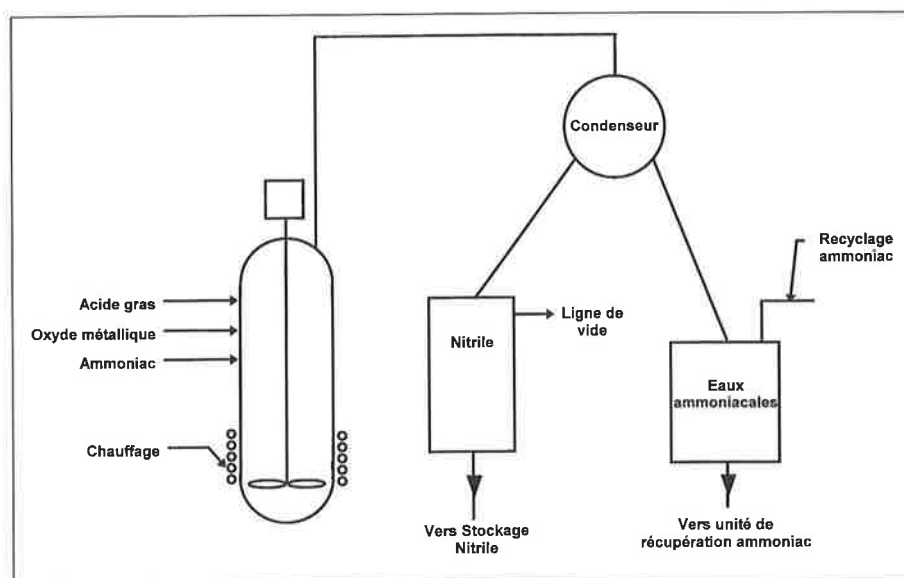 Condenseur
Recyclage
ammoniac
Acide gras
Oxyde métallique
Ammoniac
Chauffage
Nitrile
Ligne de
vide
Eaux
ammoniacales
Vers Stockage
Nitrile
Vers unité de
récupération ammoniac